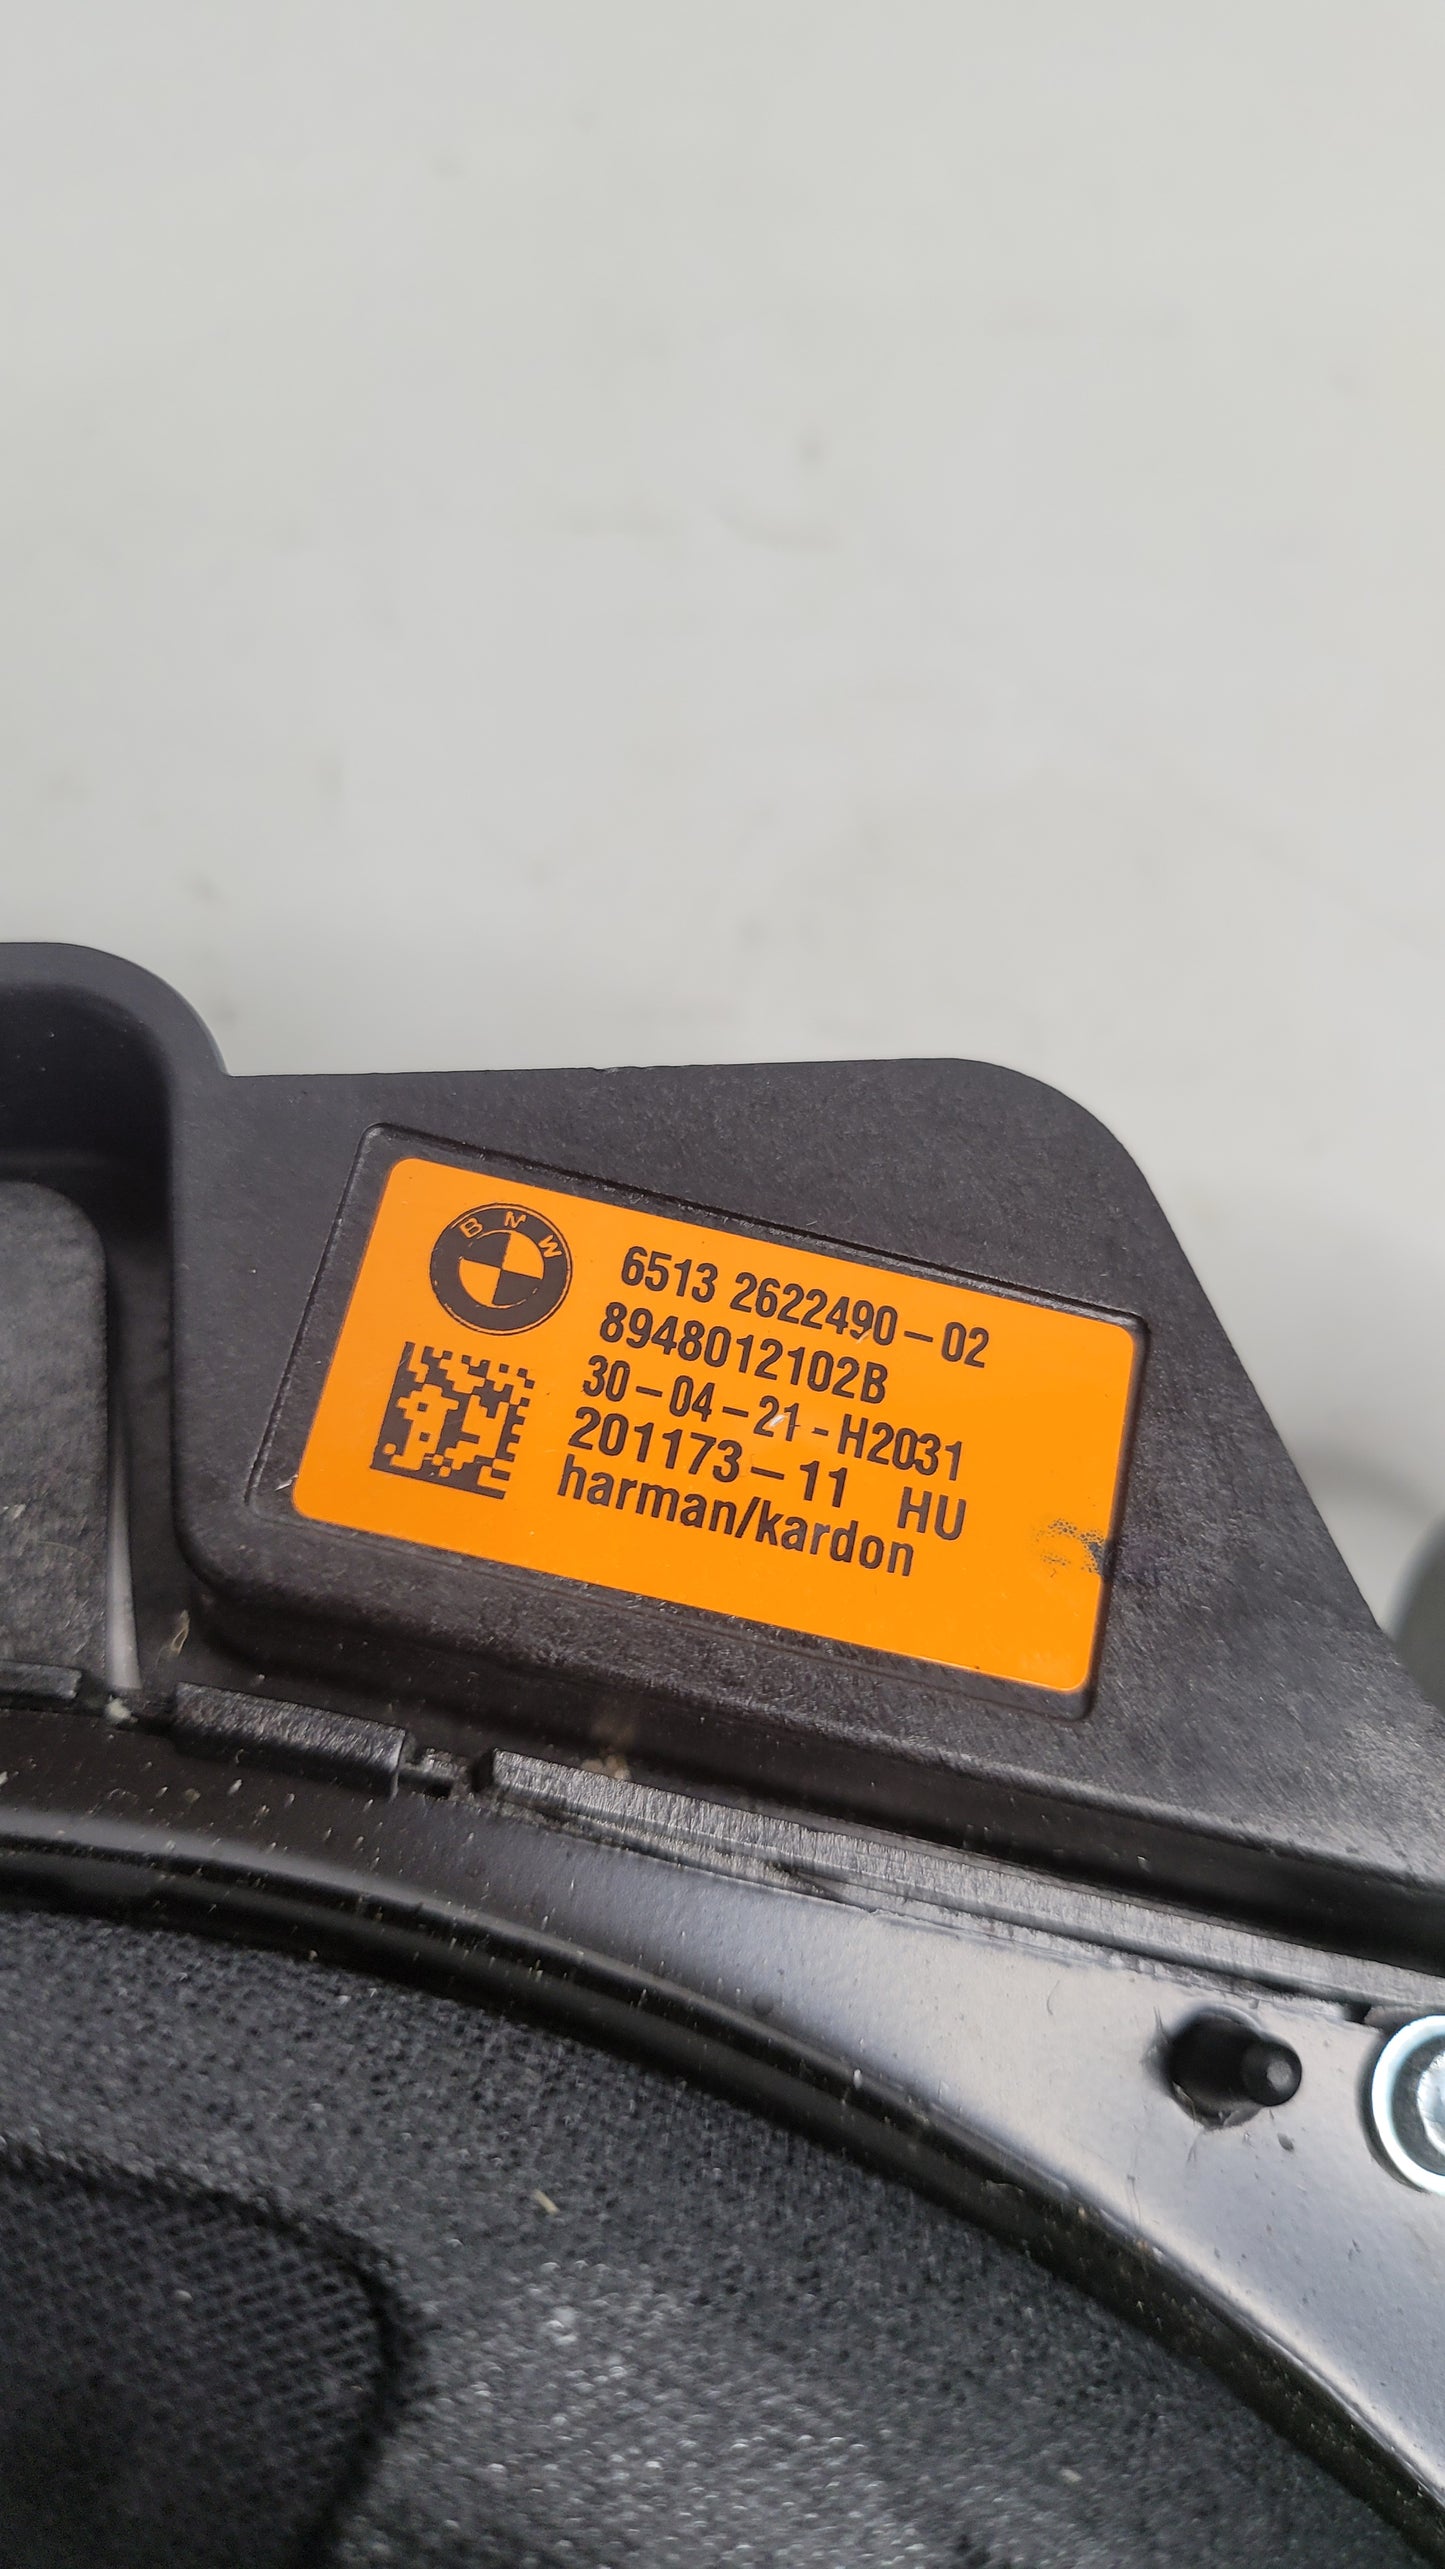 BMW
6513 2622490-02
8948012102B
30-04-21-H2031
201173-11 HU
harman/kardon